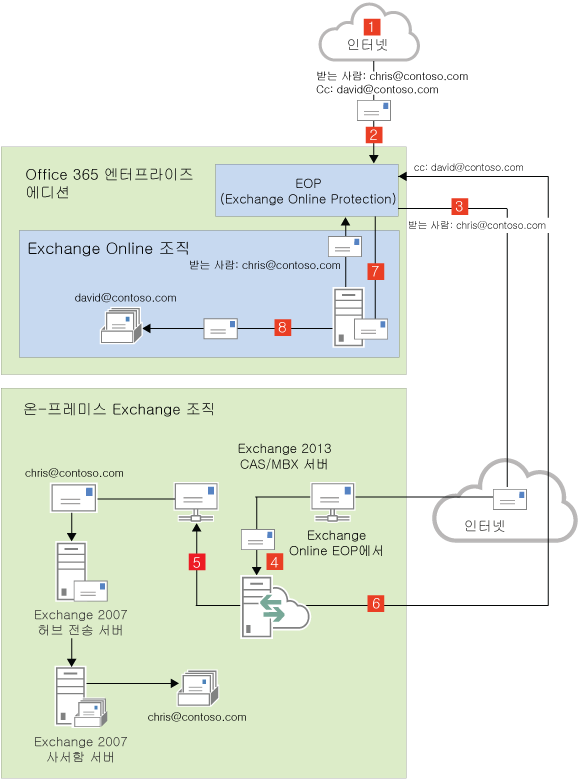 1
인터넷
받는 사람: chris@contoso.com
Cc: david@contoso.com
2
cc: david@contoso.com
Office 365 엔터프라이즈
에디션
EOP
(Exchange Online Protection)
3
받는 사람: chris@contoso.com
Exchange Online 조직
받는 사람: chris@contoso.com
7
david@contoso.com
8
온-프레미스 Exchange 조직
Exchange 2013
CAS/MBX 서버
chris@contoso.com
인터넷
Exchange
Online EOP에서
5
4
6
Exchange 2007
허브 전송 서버
chris@contoso.com
Exchange 2007
사서함 서버